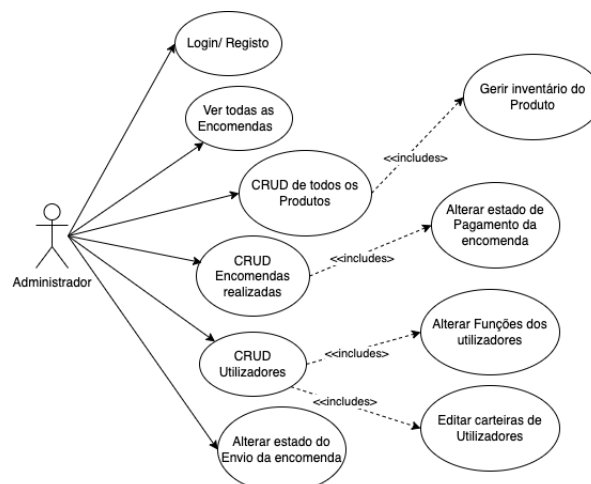 Login/ Registo
Ver todas as
Encomendas
Gerir inventário do
Produto
<<includes>
CRUD de todos os
Produtos
Alterar estado de
Pagamento da
encomenda
<<includes>
CRUD
Encomendas
realizadas
Administrador
Alterar Funções dos
utilizadores
<<includes>
CRUD
Utilizadores
<<includes>
Editar carteiras de
Utilizadores
Alterar estado do
Envio da encomenda